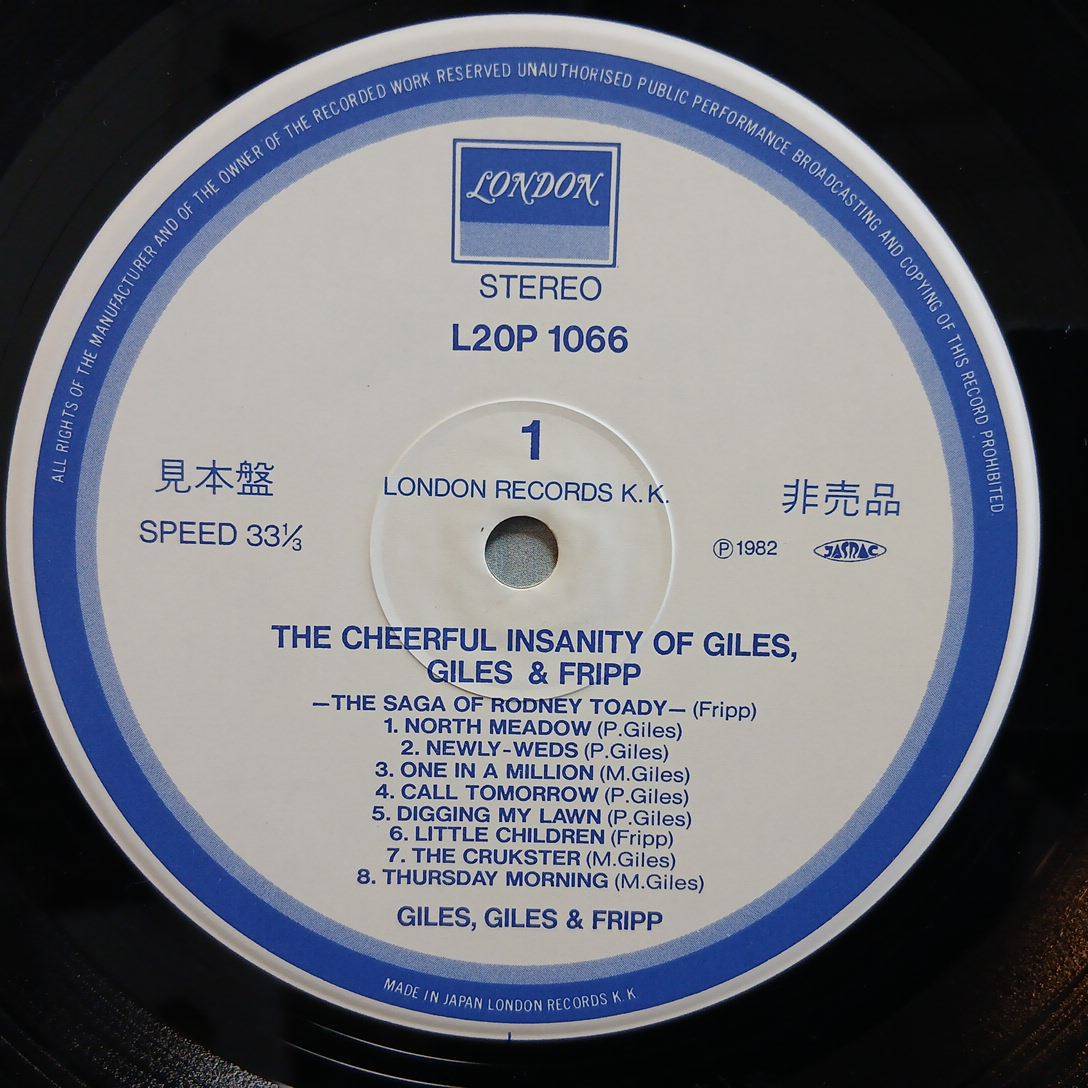 ALL RIGHTS OF THE MANUFACTURER AND OF THE OWNER OF THE RECORDED WORK RESERVED UNAUTHORISED PUBLIC PERFORMANCE BROADCASTING AND COPYING OF THIS RECORD PROHIBITED.
LONDON
STEREO
L20P 1066
1
LONDON RECORDS K.K.
見本盤
非売品
SPEED 33⅓
Ⓟ1982 JASRAC
THE CHEERFUL INSANITY OF GILES,
GILES & FRIPP
—THE SAGA OF RODNEY TOADY— (Fripp)
1. NORTH MEADOW (P.Giles)
2. NEWLY-WEDS (P.Giles)
3. ONE IN A MILLION (M.Giles)
4. CALL TOMORROW (P.Giles)
5. DIGGING MY LAWN (P.Giles)
6. LITTLE CHILDREN (Fripp)
7. THE CRUKSTER (M.Giles)
8. THURSDAY MORNING (M.Giles)
GILES, GILES & FRIPP
MADE IN JAPAN LONDON RECORDS K.K